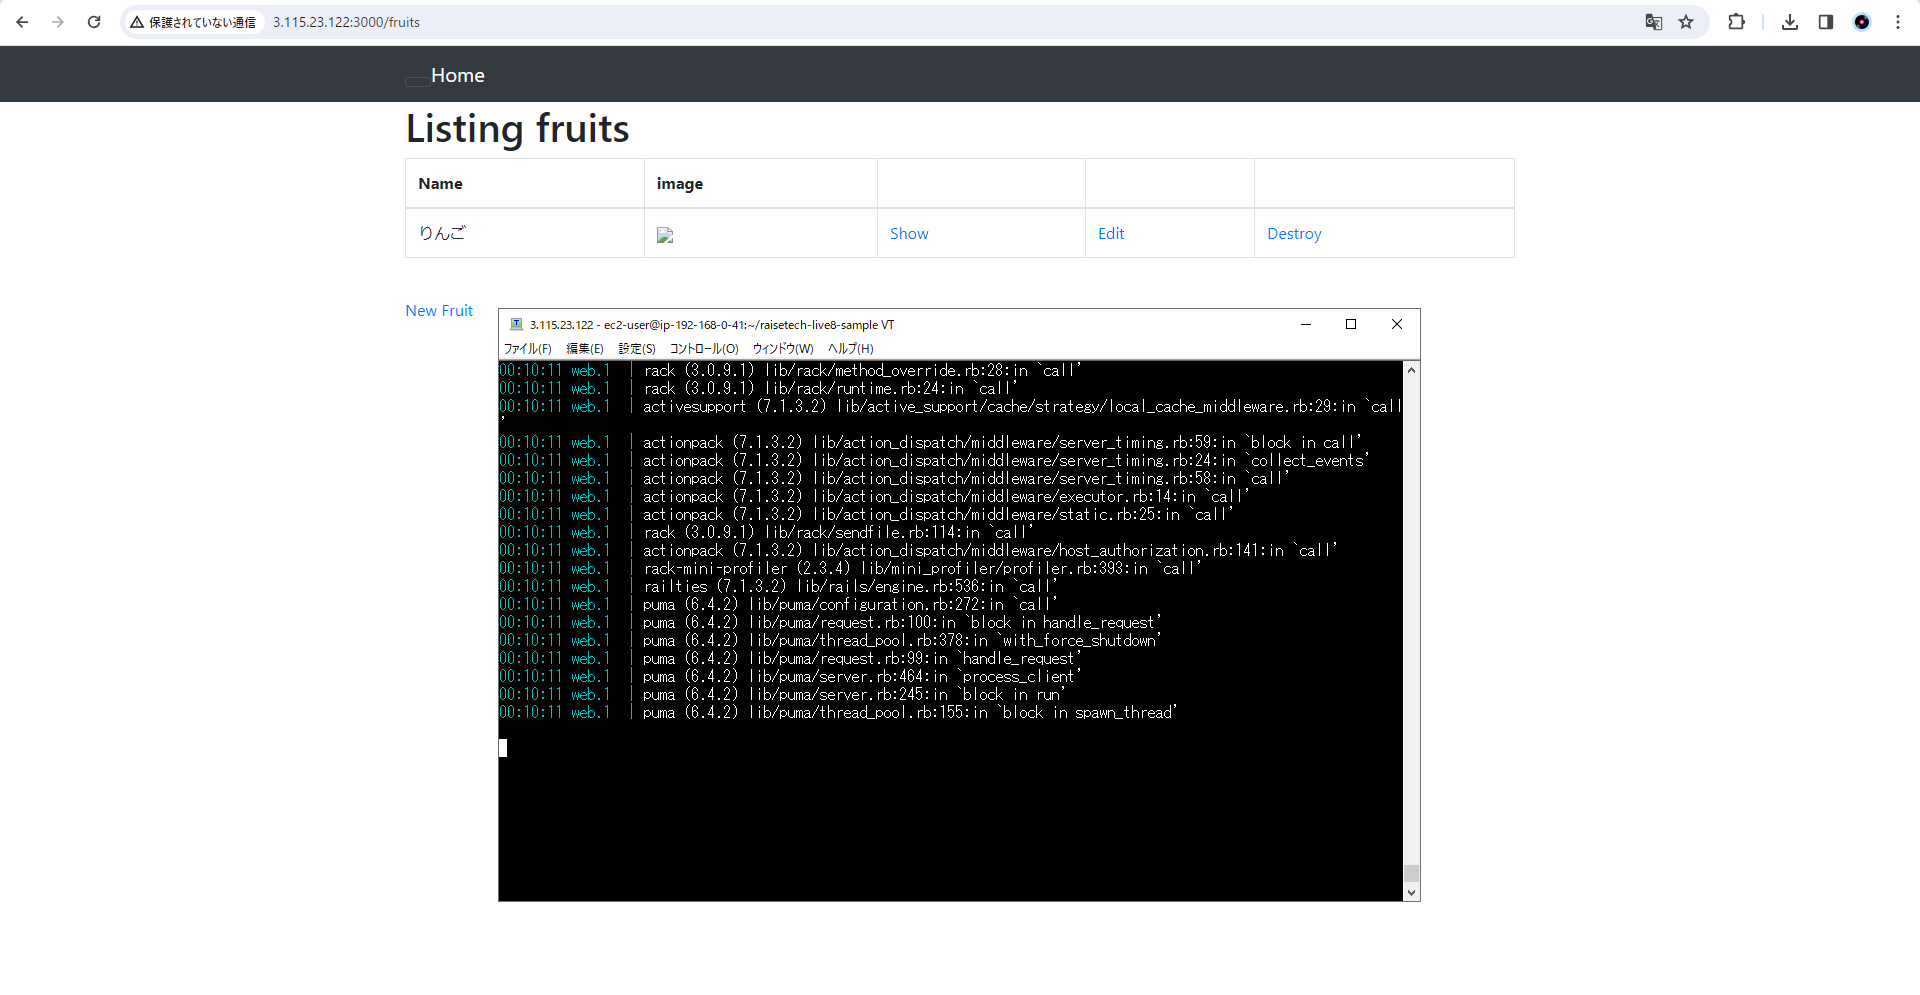 保護されていない通信 3.115.23.122:3000/fruits
Home
Listing fruits
Name image
りんご Show Edit Destroy
New Fruit
3.115.23.122 - ec2-user@ip-192-168-0-41:~/raisetech-live8-sample VT
ファイル(F) 編集(E) 設定(S) コントロール(O) ウィンドウ(W) ヘルプ(H)
00:10:11 web.1  | rack (3.0.9.1) lib/rack/method_override.rb:28:in `call'
00:10:11 web.1  | rack (3.0.9.1) lib/rack/runtime.rb:24:in `call'
00:10:11 web.1  | activesupport (7.1.3.2) lib/active_support/cache/strategy/local_cache_middleware.rb:29:in `call
'
00:10:11 web.1  | actionpack (7.1.3.2) lib/action_dispatch/middleware/server_timing.rb:59:in `block in call'
00:10:11 web.1  | actionpack (7.1.3.2) lib/action_dispatch/middleware/server_timing.rb:24:in `collect_events'
00:10:11 web.1  | actionpack (7.1.3.2) lib/action_dispatch/middleware/server_timing.rb:58:in `call'
00:10:11 web.1  | actionpack (7.1.3.2) lib/action_dispatch/middleware/executor.rb:14:in `call'
00:10:11 web.1  | actionpack (7.1.3.2) lib/action_dispatch/middleware/static.rb:25:in `call'
00:10:11 web.1  | rack (3.0.9.1) lib/rack/sendfile.rb:114:in `call'
00:10:11 web.1  | actionpack (7.1.3.2) lib/action_dispatch/middleware/host_authorization.rb:141:in `call'
00:10:11 web.1  | rack-mini-profiler (2.3.4) lib/mini_profiler/profiler.rb:393:in `call'
00:10:11 web.1  | railties (7.1.3.2) lib/rails/engine.rb:536:in `call'
00:10:11 web.1  | puma (6.4.2) lib/puma/configuration.rb:272:in `call'
00:10:11 web.1  | puma (6.4.2) lib/puma/request.rb:100:in `block in handle_request'
00:10:11 web.1  | puma (6.4.2) lib/puma/thread_pool.rb:378:in `with_force_shutdown'
00:10:11 web.1  | puma (6.4.2) lib/puma/request.rb:99:in `handle_request'
00:10:11 web.1  | puma (6.4.2) lib/puma/server.rb:464:in `process_client'
00:10:11 web.1  | puma (6.4.2) lib/puma/server.rb:245:in `block in run'
00:10:11 web.1  | puma (6.4.2) lib/puma/thread_pool.rb:155:in `block in spawn_thread'